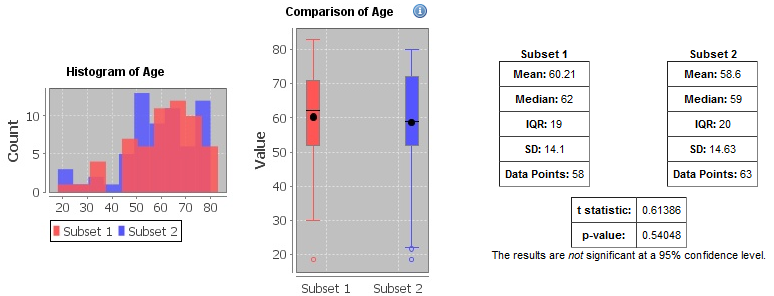 Comparison of Age
i
Histogram of Age
Count
10
5
0
20 30 40 50 60 70 80
Subset 1 Subset 2
Value
80
70
60
50
40
30
20
Subset 1 Subset 2
Subset 1
Mean: 60.21
Median: 62
IQR: 19
SD: 14.1
Data Points: 58
Subset 2
Mean: 58.6
Median: 59
IQR: 20
SD: 14.63
Data Points: 63
t statistic: 0.61386
p-value: 0.54048
The results are not significant at a 95% confidence level.